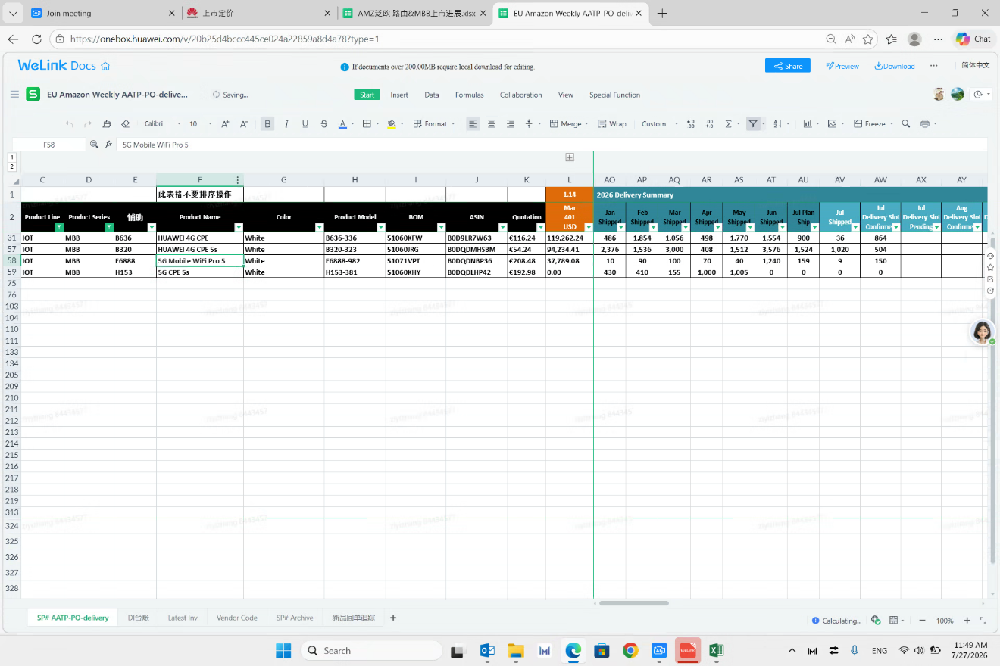 Join meeting
上市定价
AMZ泛欧 路由&MBB上市进展.xlsx
EU Amazon Weekly AATP-PO-deliv
https://onebox.huawei.com/v/20b25d4bccc445ce024a22859a8d4a78?type=1
Chat
WeLink Docs
If documents over 200.00MB require local download for editing.
Share
Preview
Download
简体中文
EU Amazon Weekly AATP-PO-delive...
Saving...
Start Insert Data Formulas Collaboration View Special Function
Calibri 10 Format Merge Wrap Custom Freeze
F58 fx 5G Mobile WiFi Pro 5
1
2
C D E F G H I J K L AO AP AQ AR AS AT AU AV AW AX AY
1 此表格不要排序操作 1.14 2026 Delivery Summary
2 Product Line Product Series 辅助 Product Name Color Product Model BOM ASIN Quotation Mar 401 USD Jan Shipped Feb Shipped Mar Shipped Apr Shipped May Shipped Jun Shipped Jul Plan Ship Jul Shipped Jul Delivery Slot Confirme Jul Delivery Slot Pending Aug Delivery Slot Confirme
31 IOT MBB B636 HUAWEI 4G CPE White B636-336 51060KFW B0D9LR7W63 €116.24 119,262.24 486 1,854 1,056 498 1,770 1,554 900 36 864
57 IOT MBB B320 HUAWEI 4G CPE 5s White B320-323 51060JRG B0DQDMHSBM €54.24 94,234.41 2,376 1,536 3,000 408 1,512 3,576 1,524 1,020 504
58 IOT MBB E6888 5G Mobile WiFi Pro 5 White E6888-982 51071VPT B0DQDNBP36 €208.48 37,789.08 10 90 100 70 40 1,240 159 9 150
59 IOT MBB H153 5G CPE 5s White H153-381 51060KHY B0DQDLHP42 €192.98 0.00 430 410 155 1,000 1,005 0 0 0 0
75
76
103
104
110
111
133
134
205
209
210
211
212
213
214
215
216
217
218
219
313
324
325
326
327
328
SP# AATP-PO-delivery DI台账 Latest Inv Vendor Code SP# Archive 新品回单追踪
Calculating...
100%
Search
ENG
11:49 AM
7/27/2026